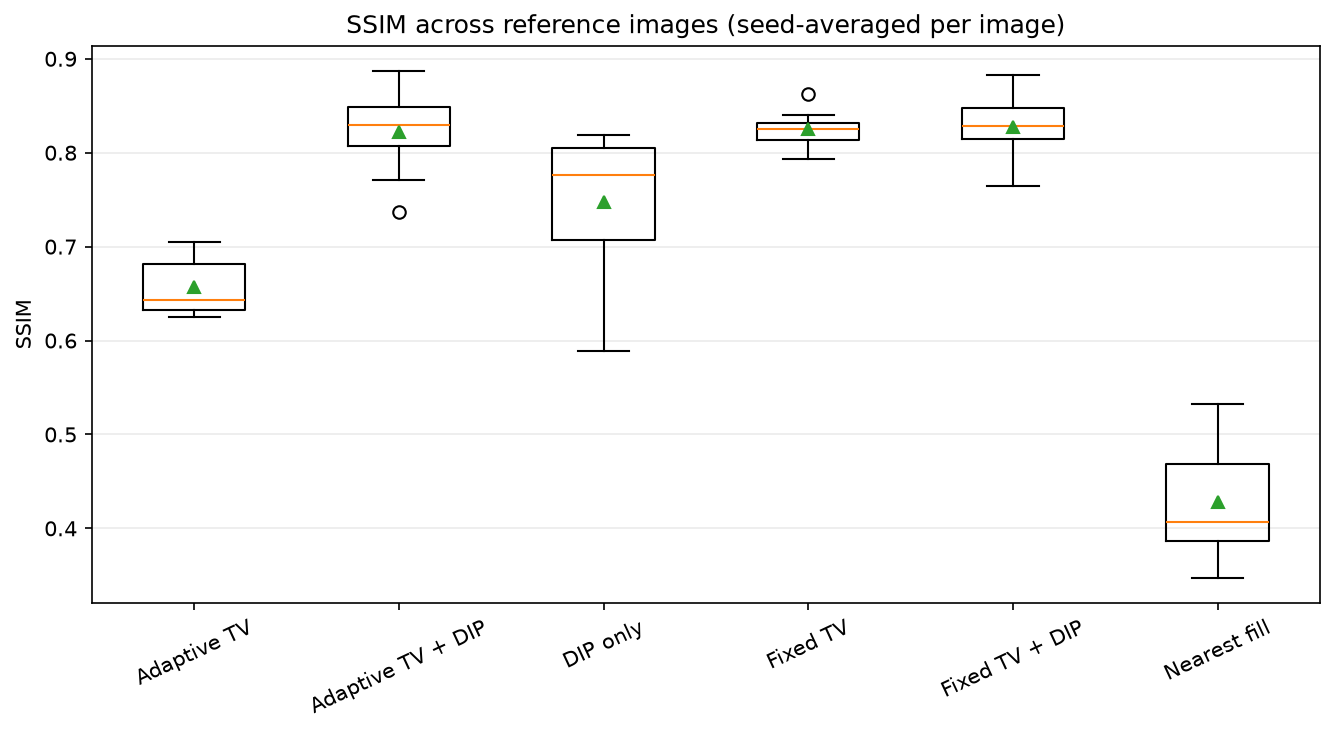 SSIM across reference images (seed-averaged per image)
SSIM
0.9
0.8
0.7
0.6
0.5
0.4
Adaptive TV
Adaptive TV + DIP
DIP only
Fixed TV
Fixed TV + DIP
Nearest fill